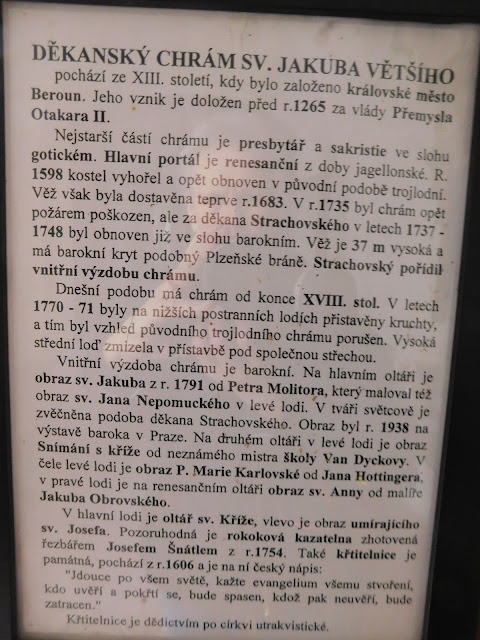 DĚKANSKÝ CHRÁM SV. JAKUBA VĚTŠÍHO
pochází ze XIII. století, kdy bylo založeno královské město
Beroun. Jeho vznik je doložen před r.1265 za vlády Přemysla
Otakara II.
Nejstarší částí chrámu je presbytář a sakristie ve slohu
gotickém. Hlavní portál je renesanční z doby jagellonské. R.
1598 kostel vyhořel a opět obnoven v původní podobě trojlodní.
Věž však byla dostavěna teprve r.1683. V r.1735 byl chrám opět
požárem poškozen, ale za děkana Strachovského v letech 1737 -
1748 byl obnoven již ve slohu barokním. Věž je 37 m vysoká a
má barokní kryt podobný Plzeňské bráně. Strachovský pořídil
vnitřní výzdobu chrámu.
Dnešní podobu má chrám od konce XVIII. stol. V letech
1770 - 71 byly na nižších postranních lodích přistavěny kruchty,
a tím byl vzhled původního trojlodního chrámu porušen. Vysoká
střední loď zmizela v přístavbě pod společnou střechou.
Vnitřní výzdoba chrámu je barokní. Na hlavním oltáři je
obraz sv. Jakuba z r. 1791 od Petra Molitora, který maloval též
obraz sv. Jana Nepomuckého v levé lodi. V tváři světcově je
zvěčněna podoba děkana Strachovského. Obraz byl r. 1938 na
výstavě baroka v Praze. Na druhém oltáři v levé lodi je obraz
Snímání s kříže od neznámého mistra školy Van Dyckovy. V
čele levé lodi je obraz P. Marie Karlovské od Jana Hottingera,
v pravé lodi je na renesančním oltáři obraz sv. Anny od malíře
Jakuba Obrovského.
V hlavní lodi je oltář sv. Kříže, vlevo je obraz umírajícího
sv. Josefa. Pozoruhodná je rokoková kazatelna zhotovená
řezbářem Josefem Šnátlem z r.1754. Také křtitelnice je
památná, pochází z r.1606 a je na ní český nápis:
"Jdouce po všem světě, kažte evangelium všemu stvoření,
kdo uvěří a pokřtí se, bude spasen, kdož pak neuvěří, bude
zatracen."
Křtitelnice je dědictvím po církvi utrakvistické.